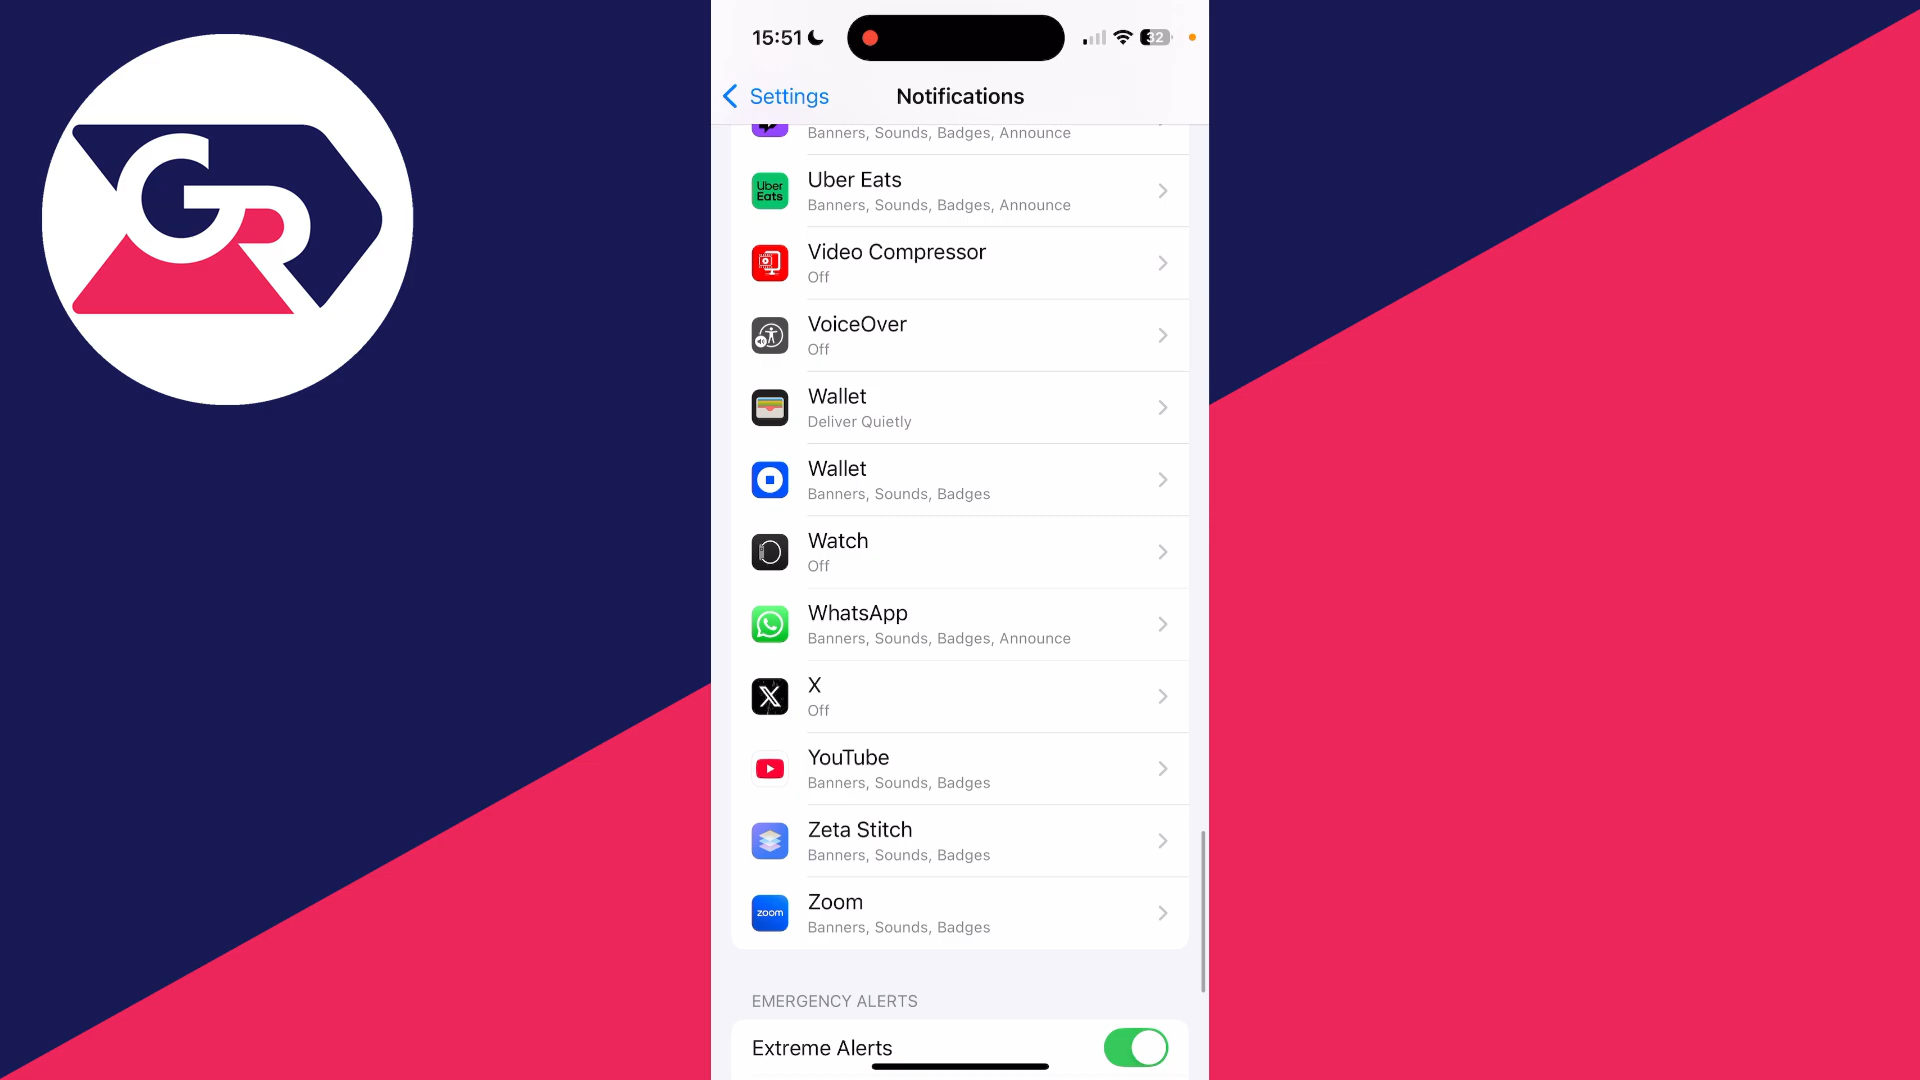 GR
15:51
32
Settings
Notifications
Banners, Sounds, Badges, Announce
Uber Eats
Uber Eats
Banners, Sounds, Badges, Announce
Video Compressor
Off
VoiceOver
Off
Wallet
Deliver Quietly
Wallet
Banners, Sounds, Badges
Watch
Off
WhatsApp
Banners, Sounds, Badges, Announce
X
Off
YouTube
Banners, Sounds, Badges
Zeta Stitch
Banners, Sounds, Badges
zoom
Zoom
Banners, Sounds, Badges
EMERGENCY ALERTS
Extreme Alerts